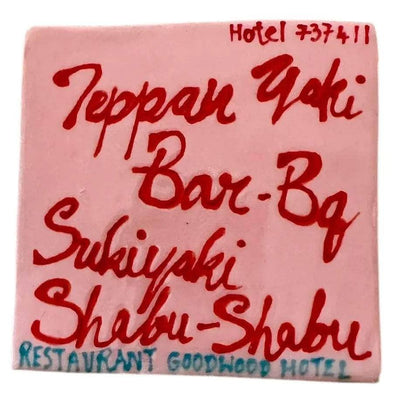 Hotel 737411
Teppan Yaki
Bar-Bq
Sukiyaki
Shabu-Shabu
RESTAURANT GOODWOOD HOTEL